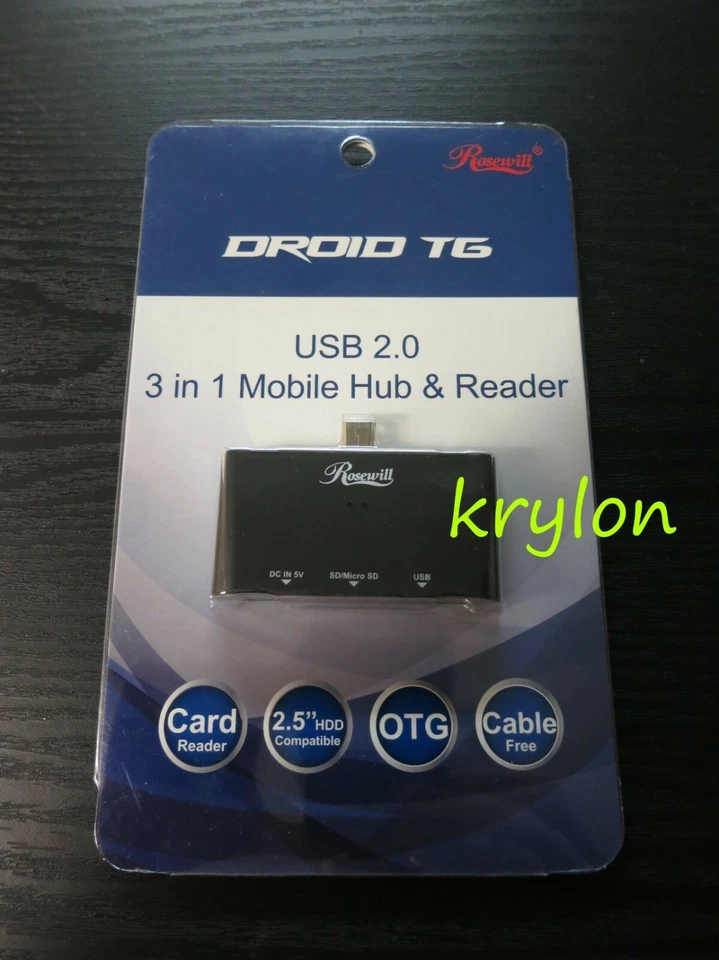 Rosewill®
DROID TG
USB 2.0
3 in 1 Mobile Hub & Reader
Rosewill
krylon
DC IN 5V SD/Micro SD USB
Card
Reader
2.5” HDD
Compatible
OTG
Cable
Free